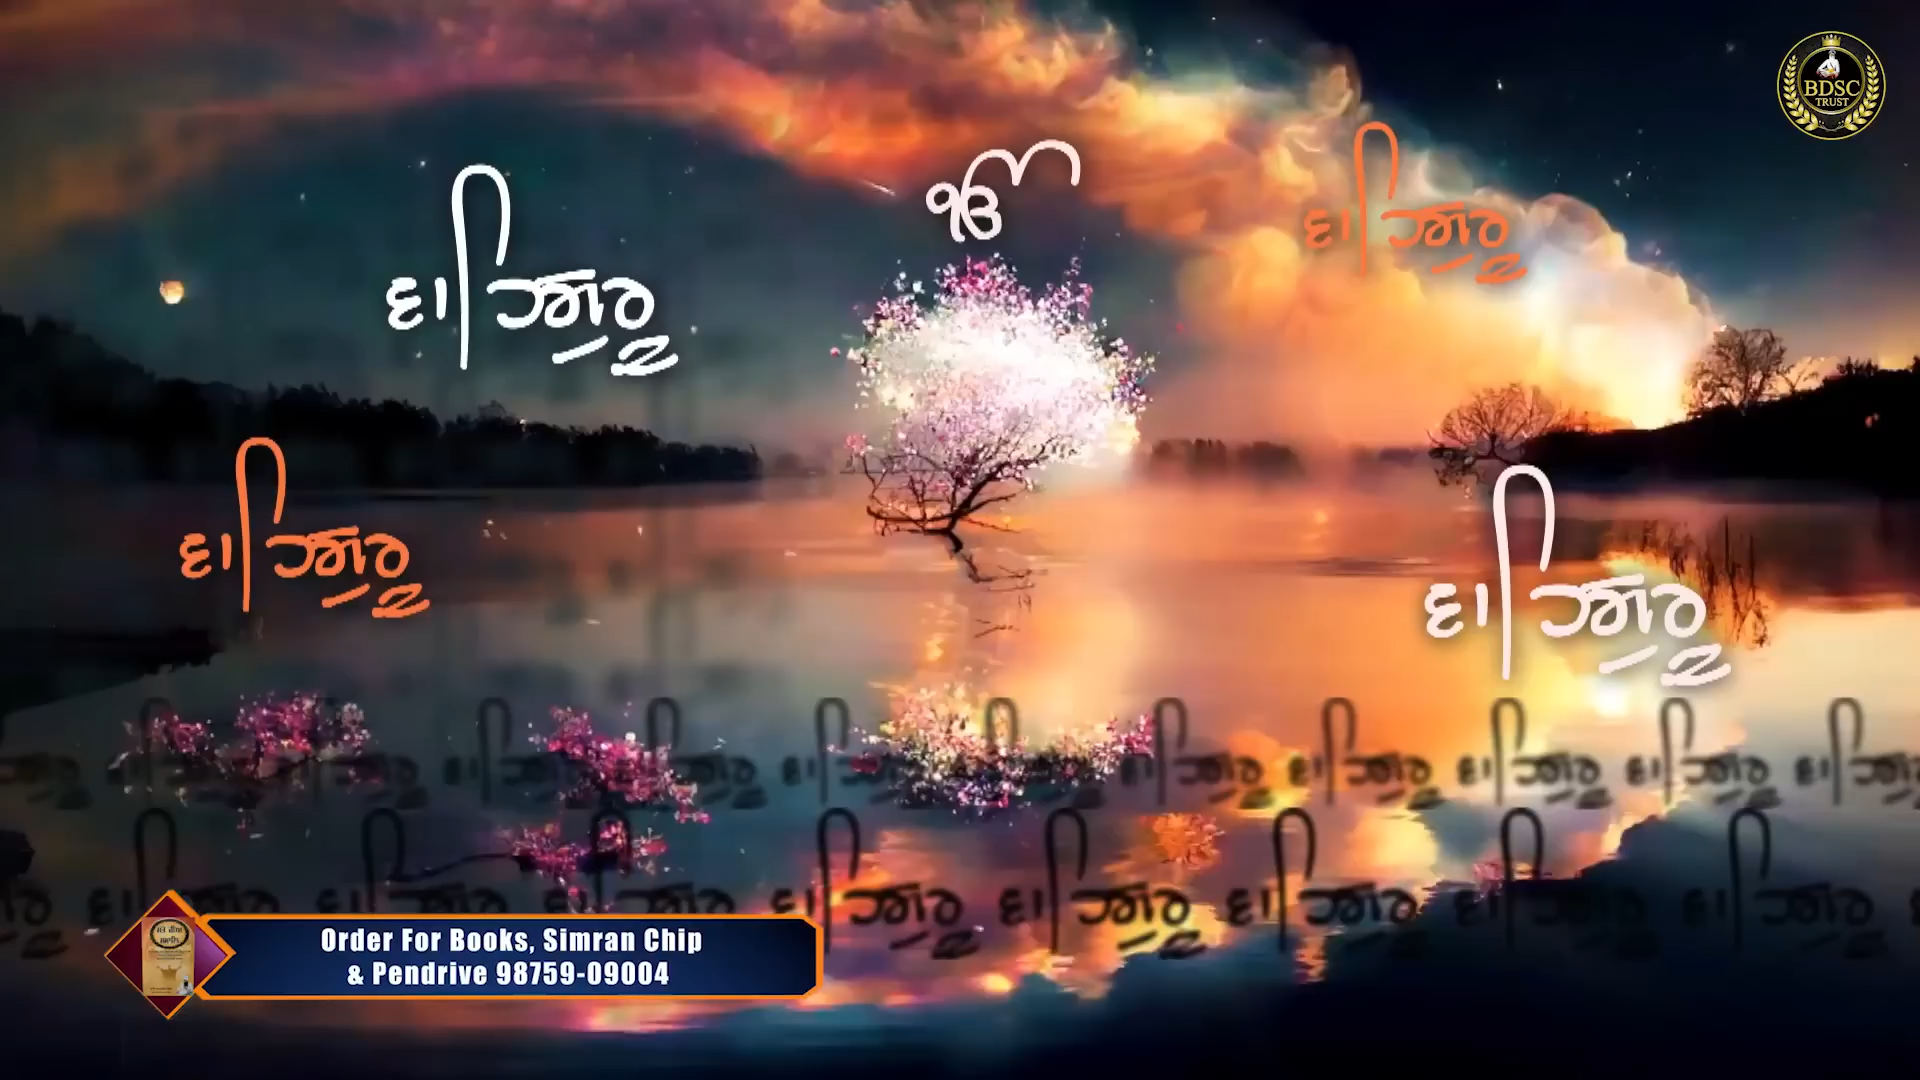 BDSC
TRUST
ੴ
ਵਾਹਿਗੁਰੂ
ਵਾਹਿਗੁਰੂ
ਵਾਹਿਗੁਰੂ
ਵਾਹਿਗੁਰੂ
ਵਾਹਿਗੁਰੂ ਵਾਹਿਗੁਰੂ ਵਾਹਿਗੁਰੂ ਵਾਹਿਗੁਰੂ ਵਾਹਿਗੁਰੂ ਵਾਹਿਗੁਰੂ ਵਾਹਿਗੁਰੂ ਵਾਹਿਗੁਰੂ ਵਾਹਿਗੁਰੂ ਵਾਹਿਗੁਰੂ
ਵਾਹਿਗੁਰੂ ਵਾਹਿਗੁਰੂ ਵਾਹਿਗੁਰੂ ਵਾਹਿਗੁਰੂ ਵਾਹਿਗੁਰੂ ਵਾਹਿਗੁਰੂ ਵਾਹਿਗੁਰੂ ਵਾਹਿਗੁਰੂ
Order For Books, Simran Chip
& Pendrive 98759-09004